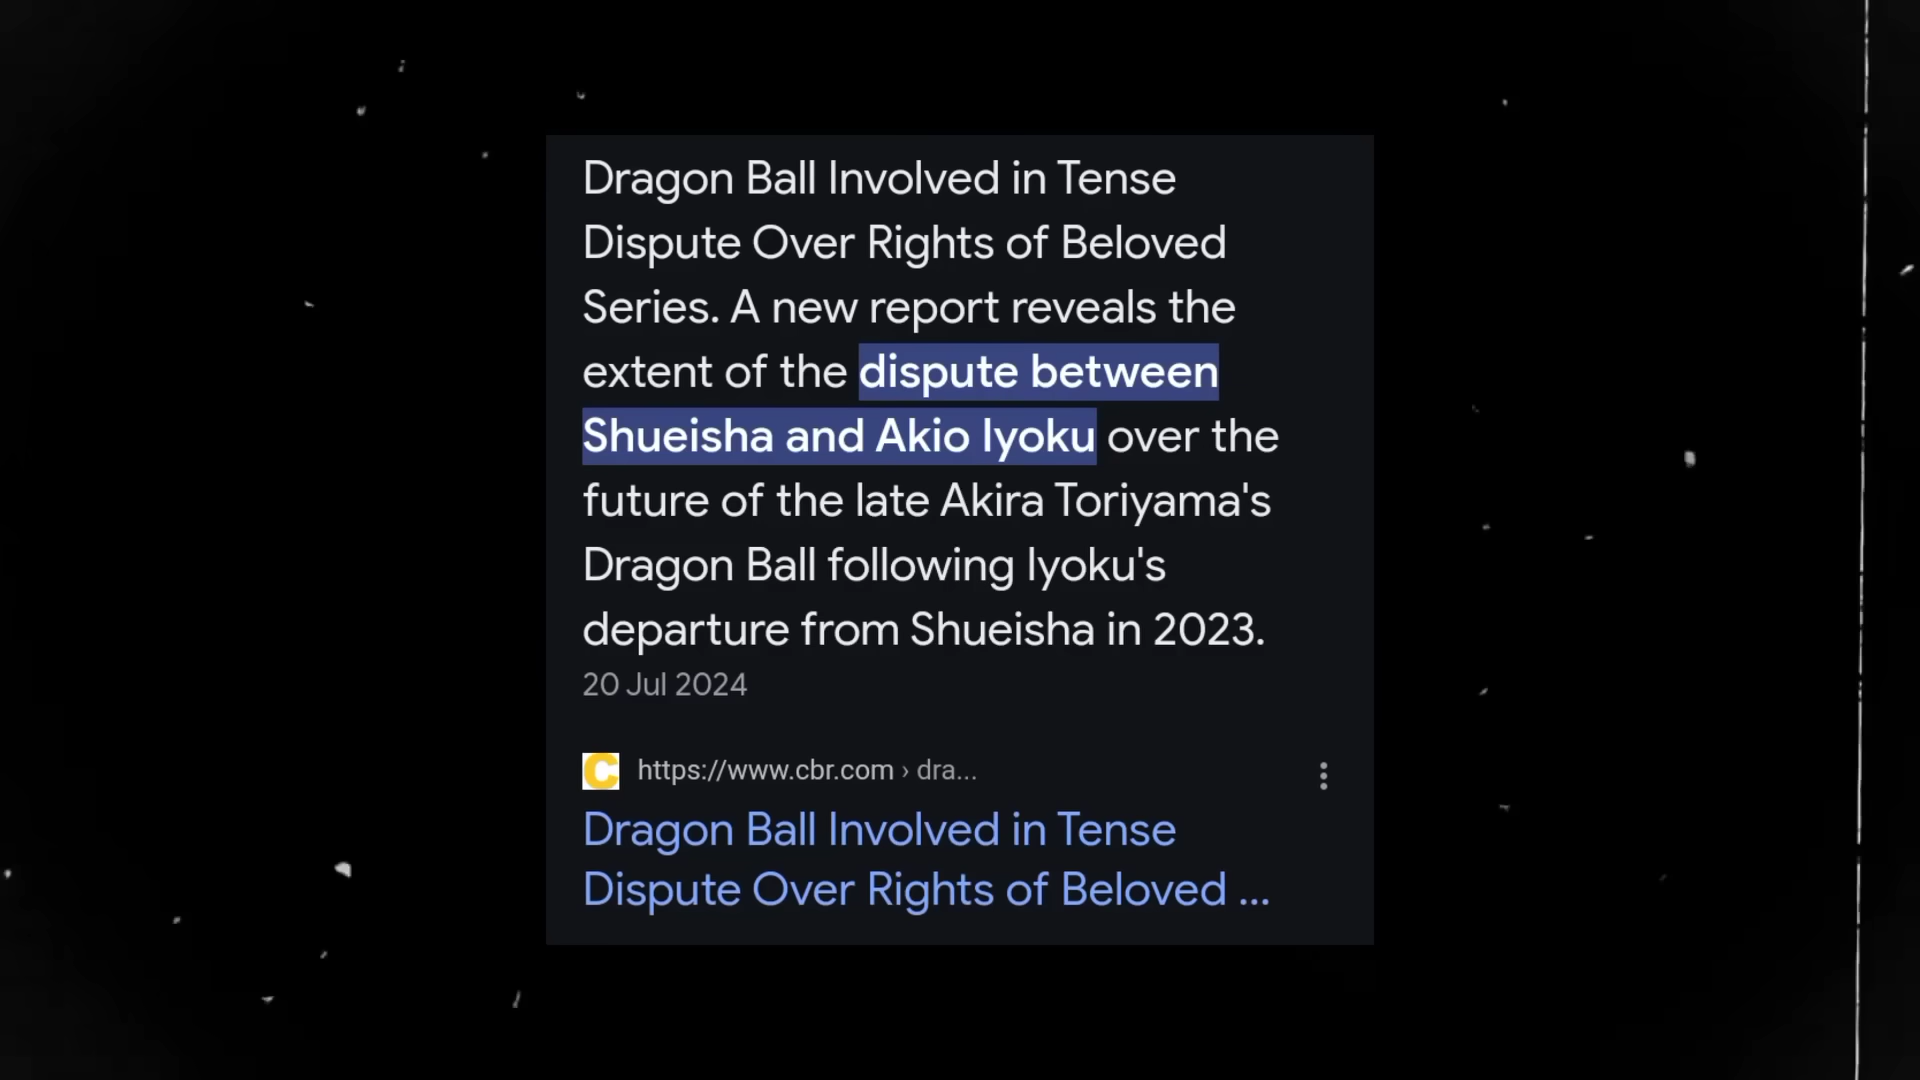 Dragon Ball Involved in Tense
Dispute Over Rights of Beloved
Series. A new report reveals the
extent of the dispute between
Shueisha and Akio Iyoku over the
future of the late Akira Toriyama's
Dragon Ball following Iyoku's
departure from Shueisha in 2023.
20 Jul 2024
C https://www.cbr.com › dra...
Dragon Ball Involved in Tense
Dispute Over Rights of Beloved ...